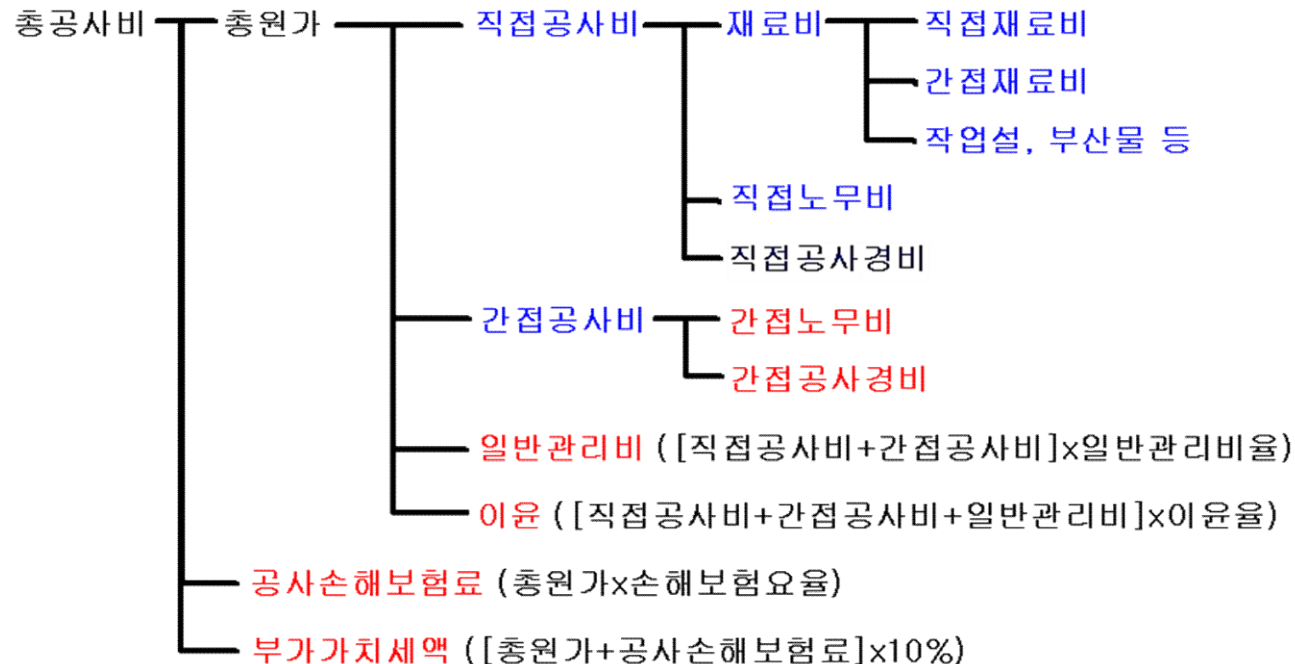 총공사비 총원가 직접공사비 재료비 직접재료비
간접재료비
작업설, 부산물 등
직접노무비
직접공사경비
간접공사비 간접노무비
간접공사경비
일반관리비 ([직접공사비+간접공사비]x일반관리비율)
이윤 ([직접공사비+간접공사비+일반관리비]x이윤율)
공사손해보험료 (총원가x손해보험요율)
부가가치세액 ([총원가+공사손해보험료]x10%)